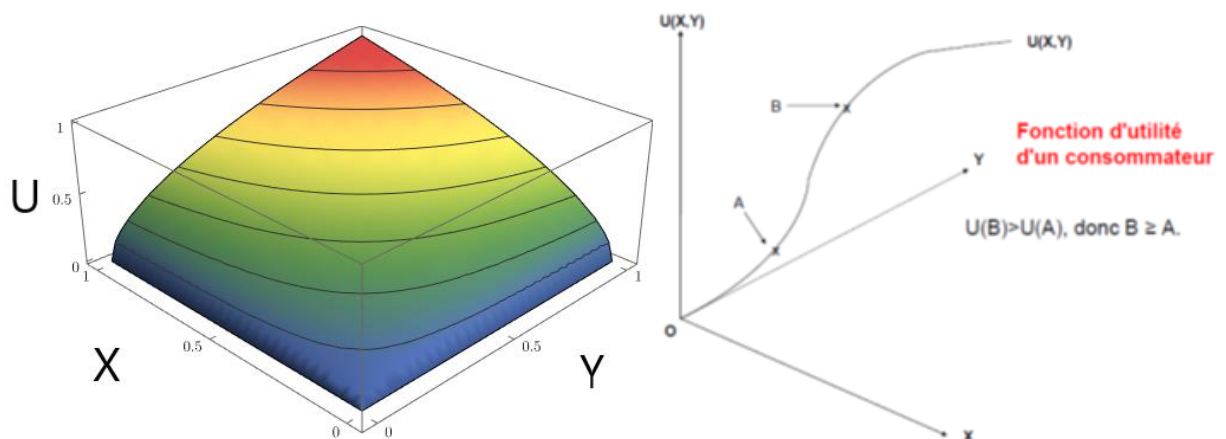 1
0.5
0
1
0.5
0
0
0.5
1
U
X
Y
U(X,Y)
U(X,Y)
B
Fonction d'utilité
d'un consommateur
Y
A
U(B)>U(A), donc B ≥ A.
O
X